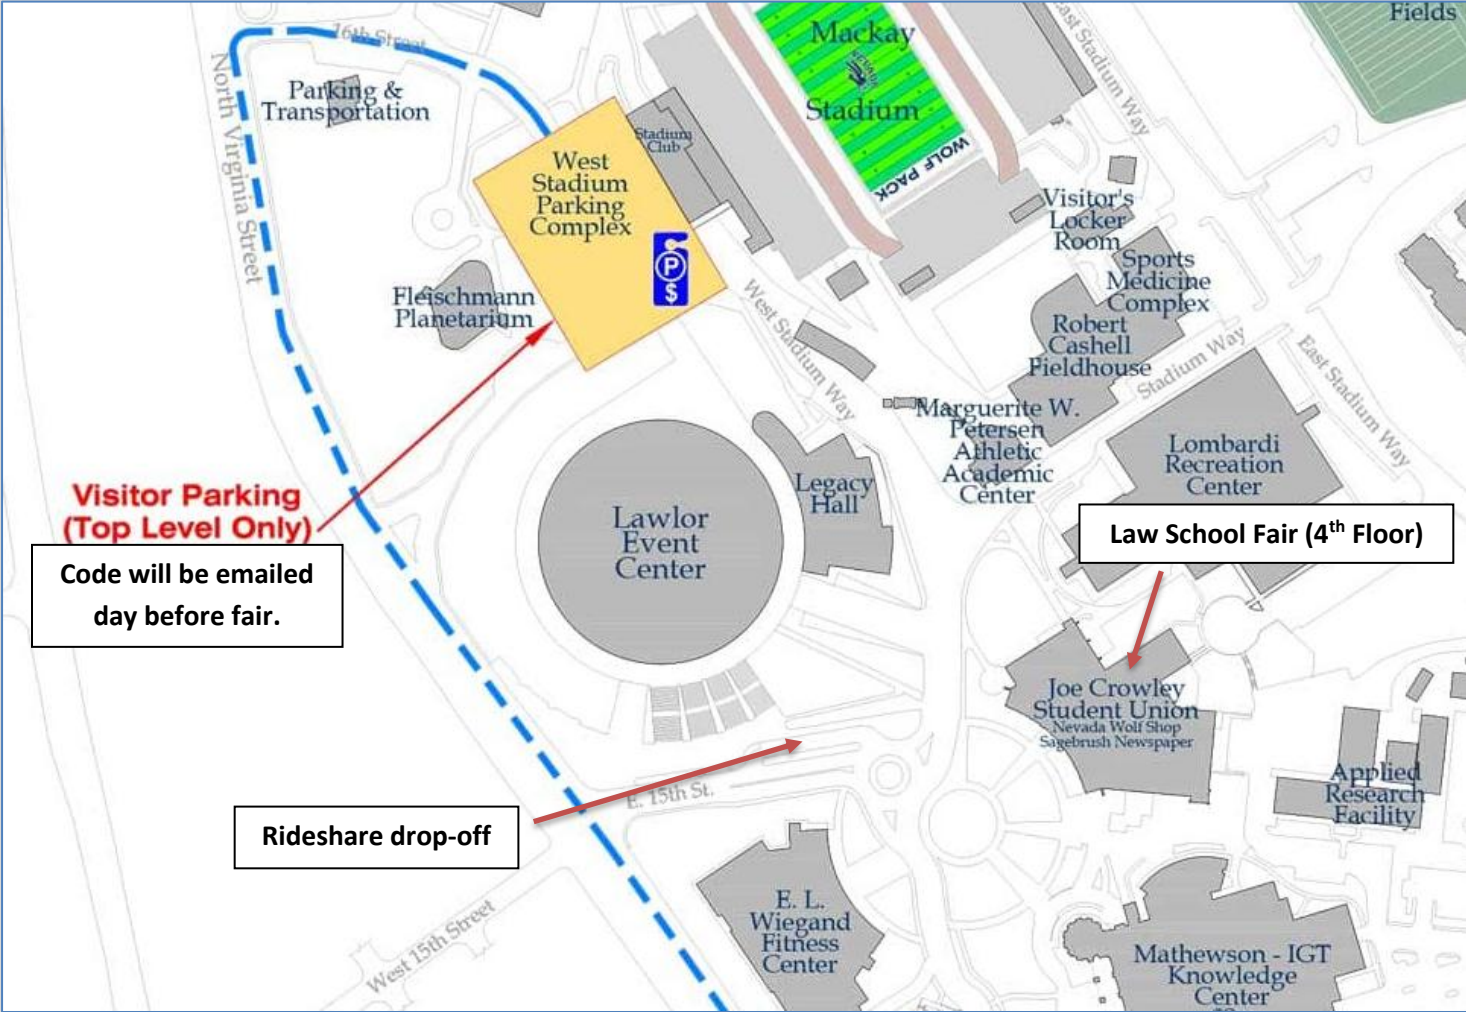 Fields
16th Street
Mackay
Stadium
WOLF PACK
East Stadium Way
North Virginia Street
Parking &
Transportation
Stadium
Club
West
Stadium
Parking
Complex
P
$
Visitor's
Locker
Room
Sports
Medicine
Complex
Fleischmann
Planetarium
West Stadium Way
Robert
Cashell
Fieldhouse
Stadium Way
East Stadium Way
Marguerite W.
Petersen
Athletic
Academic
Center
Lombardi
Recreation
Center
Legacy
Hall
Visitor Parking
(Top Level Only)
Code will be emailed
day before fair.
Lawlor
Event
Center
Law School Fair (4th Floor)
Joe Crowley
Student Union
Nevada Wolf Shop
Sagebrush Newspaper
Applied
Research
Facility
E. 15th St.
Rideshare drop-off
West 15th Street
E. L.
Wiegand
Fitness
Center
Mathewson - IGT
Knowledge
Center